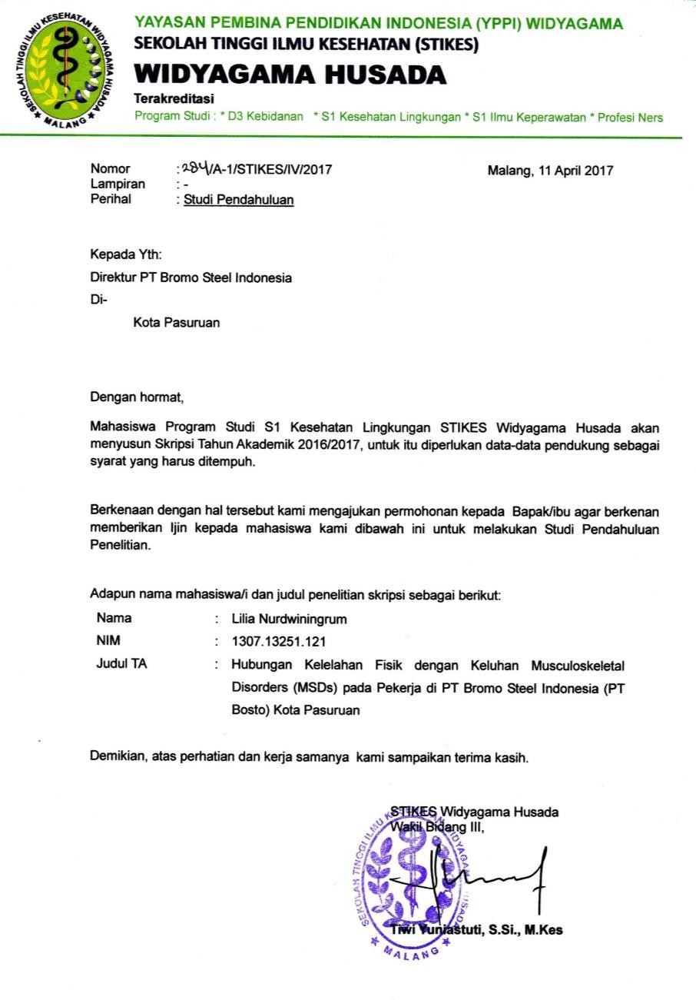 YAYASAN PEMBINA PENDIDIKAN INDONESIA (YPPI) WIDYAGAMA
SEKOLAH TINGGI ILMU KESEHATAN (STIKES)
WIDYAGAMA HUSADA
Terakreditasi
Program Studi : * D3 Kebidanan * S1 Kesehatan Lingkungan * S1 Ilmu Keperawatan * Profesi Ners
SEKOLAH TINGGI ILMU KESEHATAN WIDYAGAMA HUSADA
MALANG
Nomor : 284/A-1/STIKES/IV/2017 Malang, 11 April 2017
Lampiran : -
Perihal : Studi Pendahuluan
Kepada Yth:
Direktur PT Bromo Steel Indonesia
Di-
Kota Pasuruan
Dengan hormat,
Mahasiswa Program Studi S1 Kesehatan Lingkungan STIKES Widyagama Husada akan
menyusun Skripsi Tahun Akademik 2016/2017, untuk itu diperlukan data-data pendukung sebagai
syarat yang harus ditempuh.
Berkenaan dengan hal tersebut kami mengajukan permohonan kepada Bapak/ibu agar berkenan
memberikan Ijin kepada mahasiswa kami dibawah ini untuk melakukan Studi Pendahuluan
Penelitian.
Adapun nama mahasiswa/i dan judul penelitian skripsi sebagai berikut:
Nama : Lilia Nurdwiningrum
NIM : 1307.13251.121
Judul TA : Hubungan Kelelahan Fisik dengan Keluhan Musculoskeletal
Disorders (MSDs) pada Pekerja di PT Bromo Steel Indonesia (PT
Bosto) Kota Pasuruan
Demikian, atas perhatian dan kerja samanya kami sampaikan terima kasih.
STIKES Widyagama Husada
Wakil Bidang III,
SEKOLAH TINGGI ILMU KESEHATAN WIDYAGAMA HUSADA
MALANG
Tiwi Yuniastuti, S.Si., M.Kes